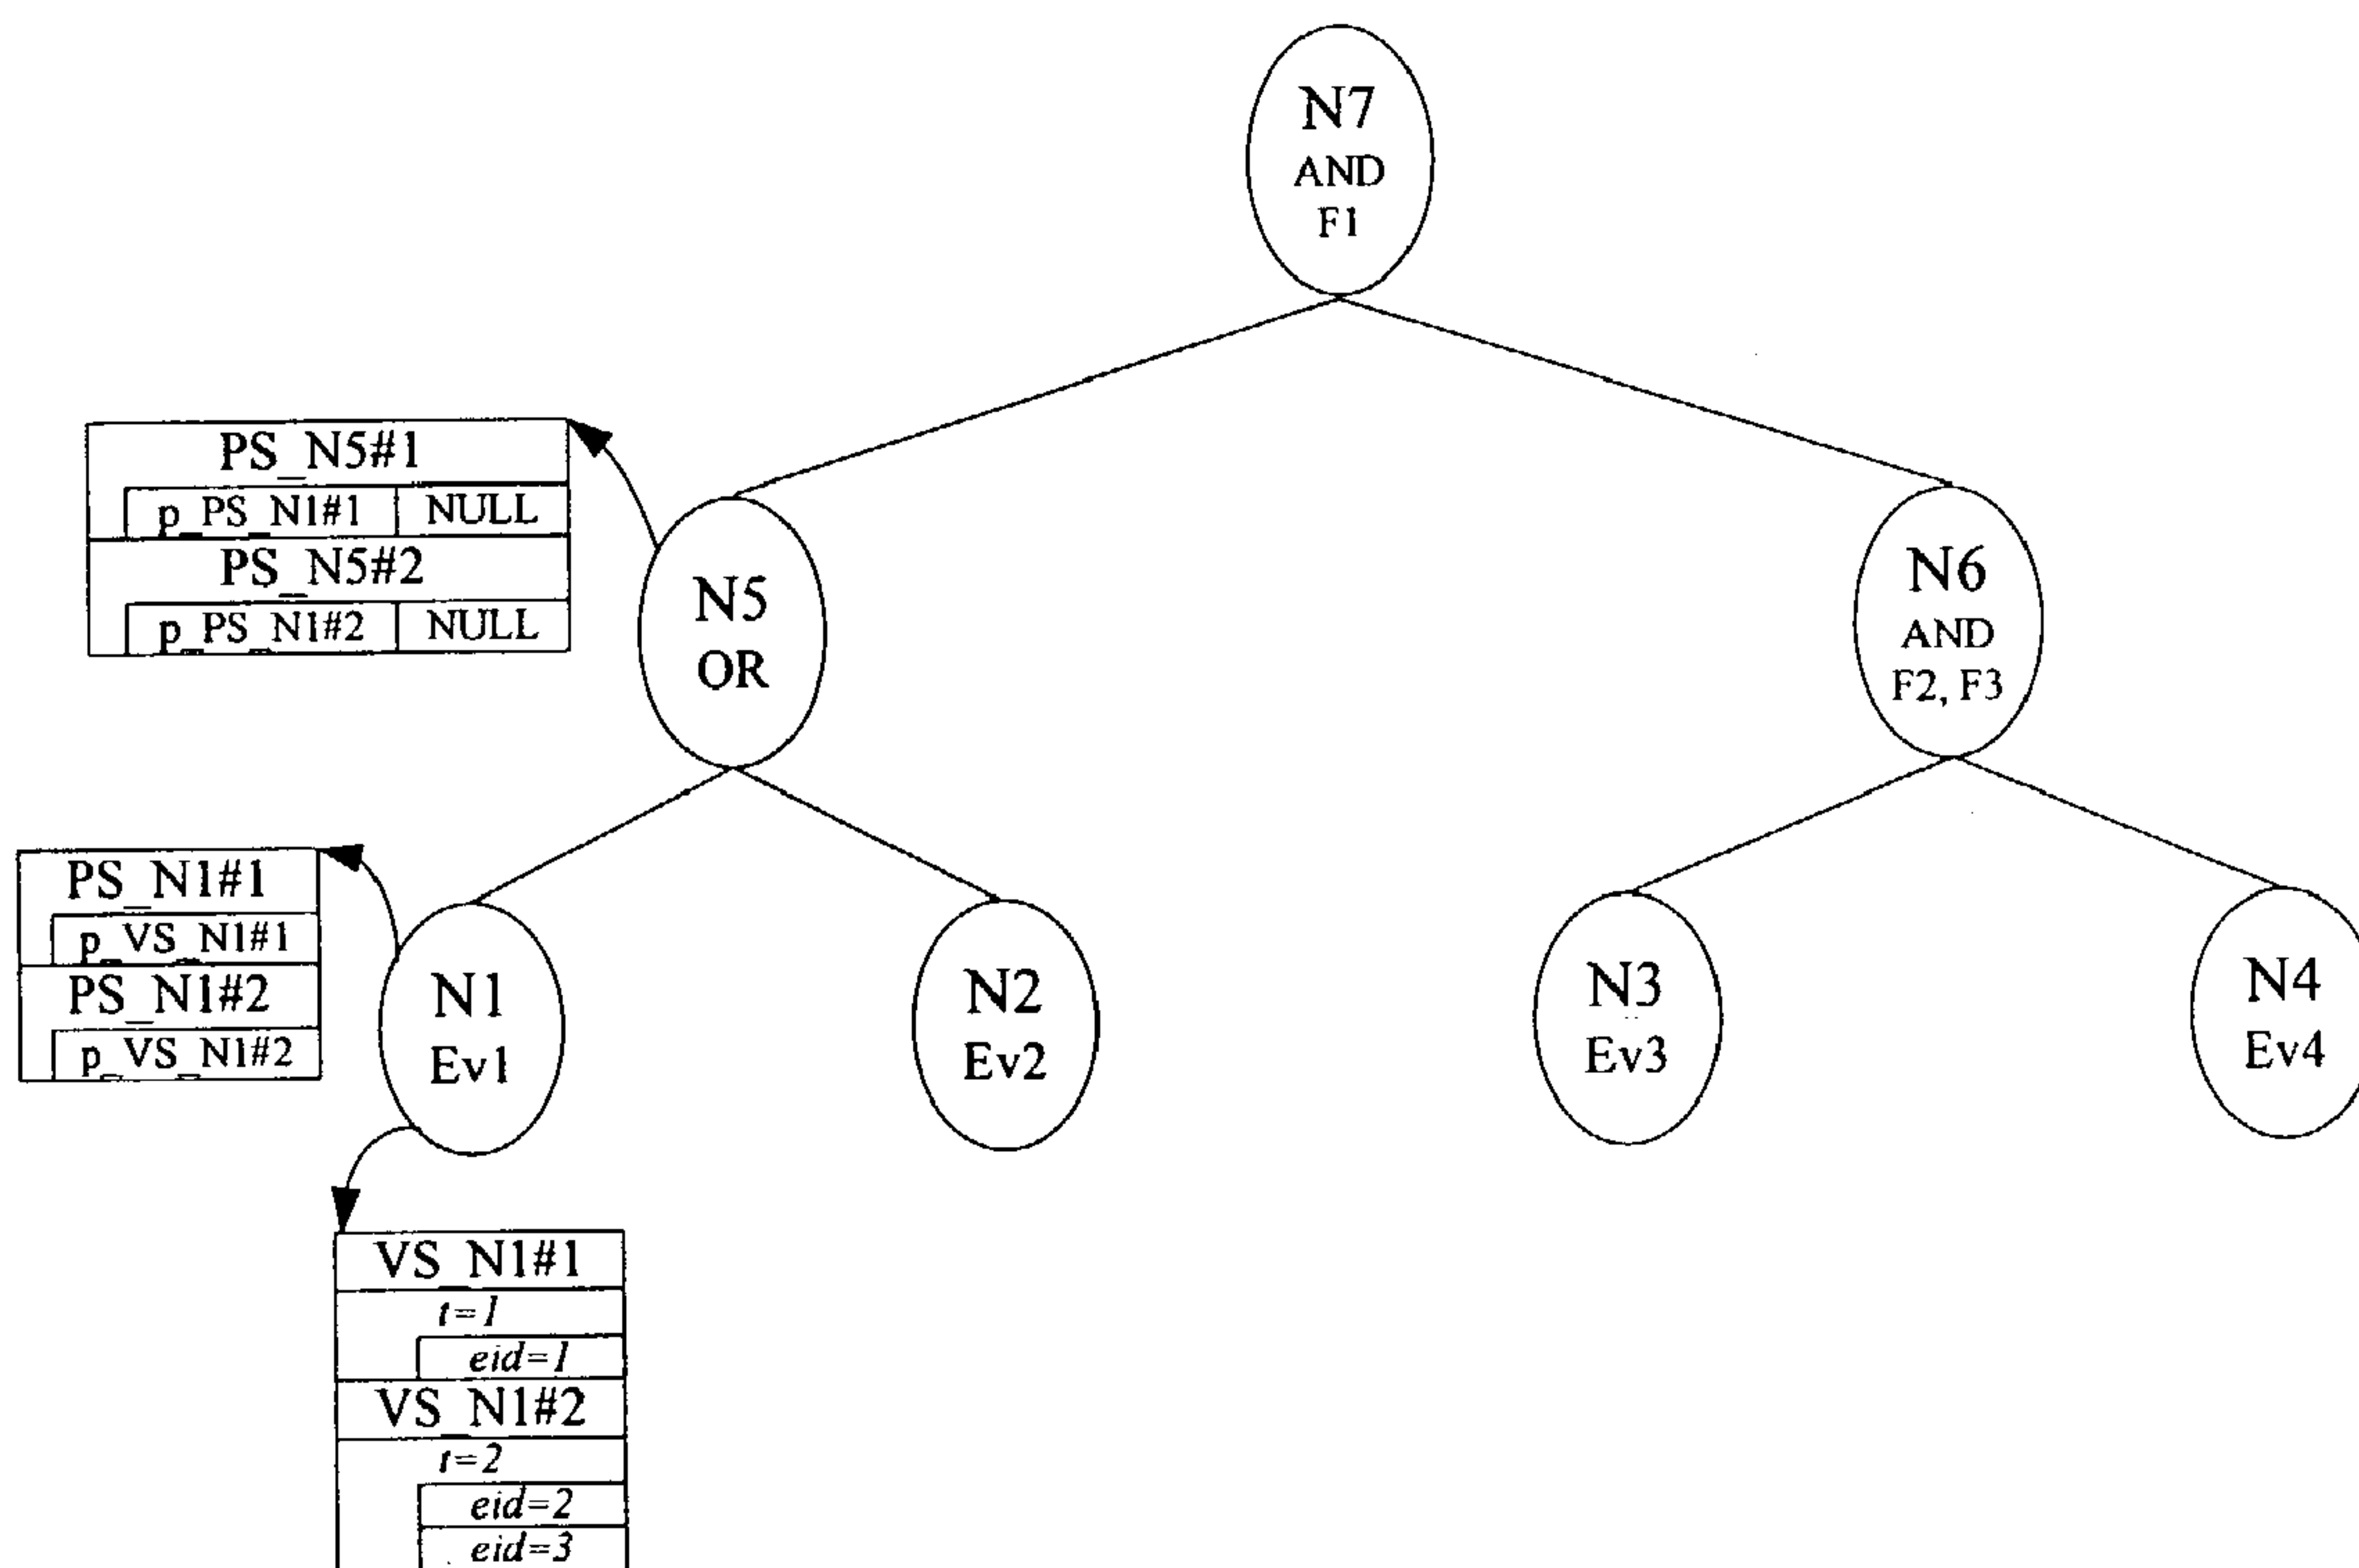 N7
AND
F1
PS_N5#1
p_PS_N1#1 NULL
PS_N5#2
p_PS_N1#2 NULL
N5
OR
N6
AND
F2, F3
PS_N1#1
p_VS_N1#1
PS_N1#2
p_VS_N1#2
N1
Ev1
N2
Ev2
N3
Ev3
N4
Ev4
VS_N1#1
t=1
eid=1
VS_N1#2
t=2
eid=2
eid=3